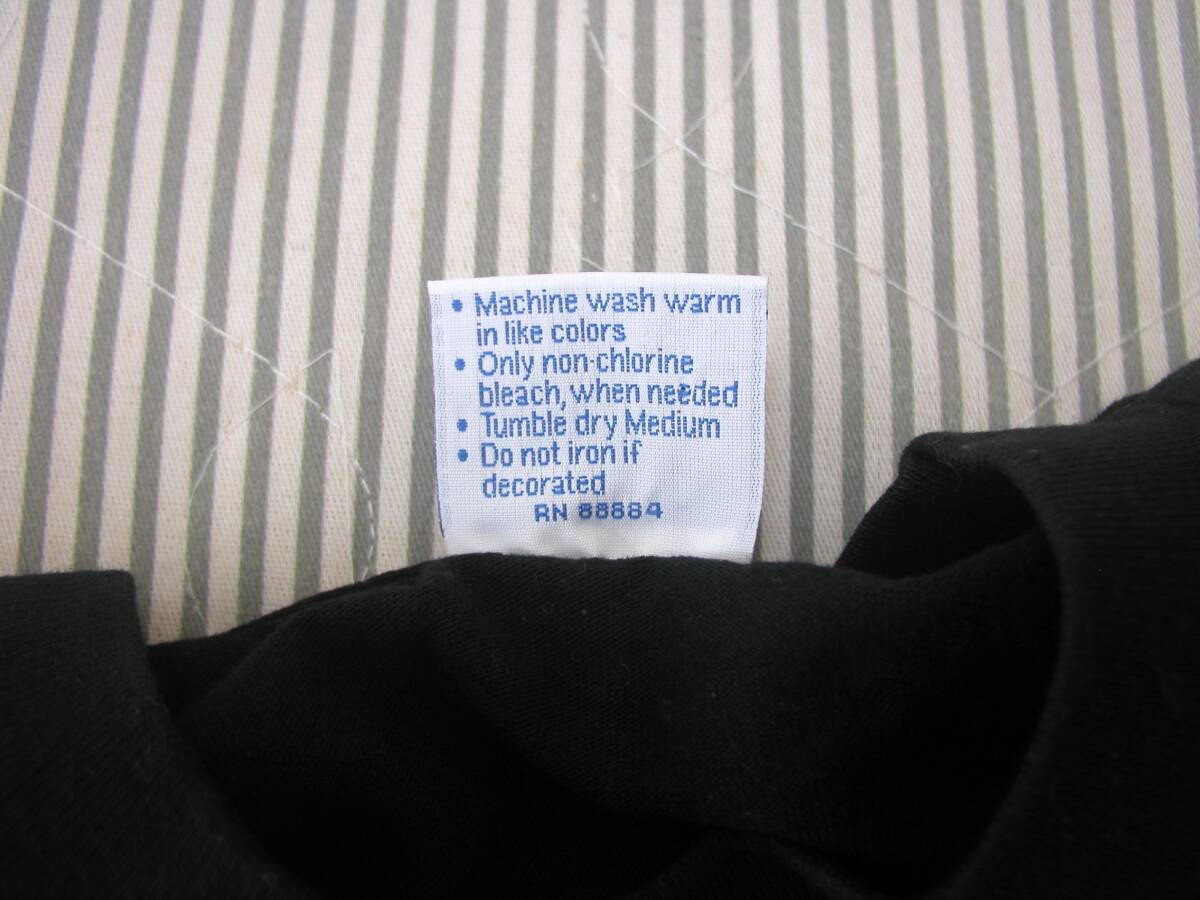 • Machine wash warm
in like colors
• Only non-chlorine
bleach, when needed
• Tumble dry Medium
• Do not iron if
decorated
RN 88884